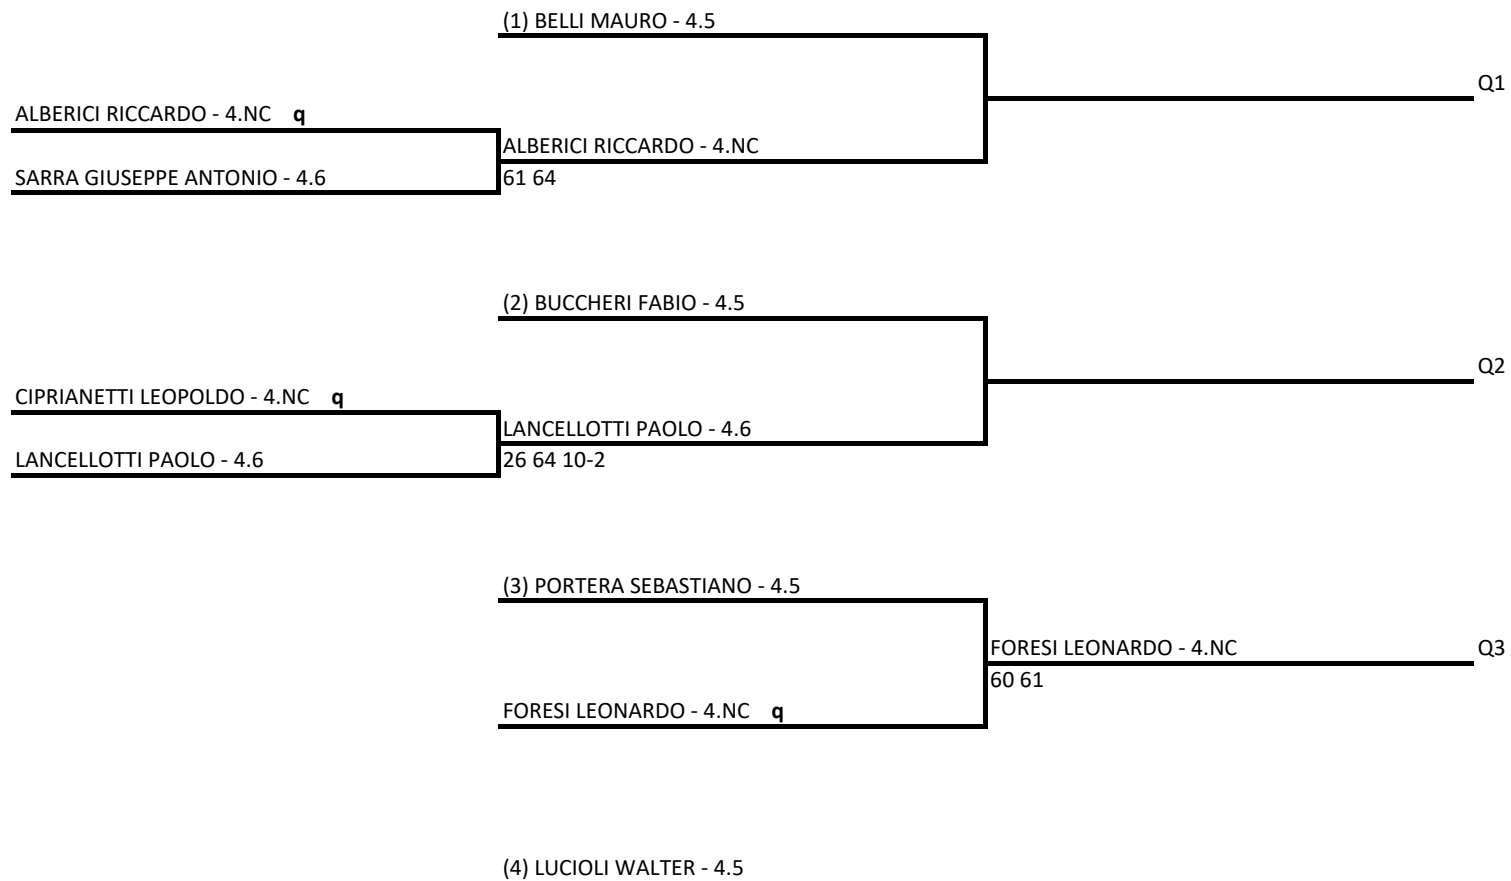 (1) BELLI MAURO - 4.5
Q1
ALBERICI RICCARDO - 4.NC q
ALBERICI RICCARDO - 4.NC
SARRA GIUSEPPE ANTONIO - 4.6
61 64
(2) BUCCHERI FABIO - 4.5
Q2
CIPRIANETTI LEOPOLDO - 4.NC q
LANCELLOTTI PAOLO - 4.6
LANCELLOTTI PAOLO - 4.6
26 64 10-2
(3) PORTERA SEBASTIANO - 4.5
FORESI LEONARDO - 4.NC
Q3
60 61
FORESI LEONARDO - 4.NC q
(4) LUCIOLI WALTER - 4.5